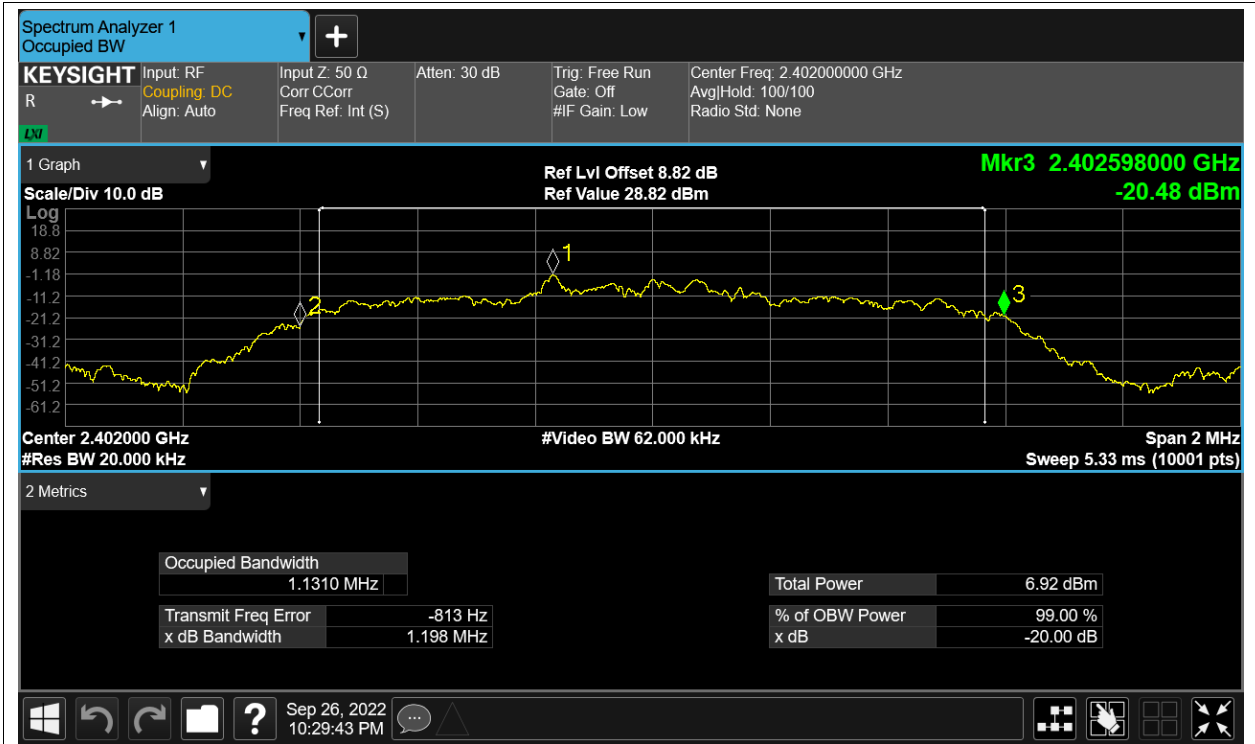 Spectrum Analyzer 1
Occupied BW
KEYSIGHT
R
LXI
Input: RF
Coupling: DC
Align: Auto
Input Z: 50 Ω
Corr CCorr
Freq Ref: Int (S)
Atten: 30 dB
Trig: Free Run
Gate: Off
#IF Gain: Low
Center Freq: 2.402000000 GHz
Avg|Hold: 100/100
Radio Std: None
1 Graph
Scale/Div 10.0 dB
Ref Lvl Offset 8.82 dB
Ref Value 28.82 dBm
Mkr3 2.402598000 GHz
-20.48 dBm
Log
18.8
8.82
-1.18
-11.2
-21.2
-31.2
-41.2
-51.2
-61.2
1
2
3
Center 2.402000 GHz
#Res BW 20.000 kHz
#Video BW 62.000 kHz
Span 2 MHz
Sweep 5.33 ms (10001 pts)
2 Metrics
Occupied Bandwidth
1.1310 MHz
Transmit Freq Error -813 Hz
x dB Bandwidth 1.198 MHz
Total Power 6.92 dBm
% of OBW Power 99.00 %
x dB -20.00 dB
?
Sep 26, 2022
10:29:43 PM